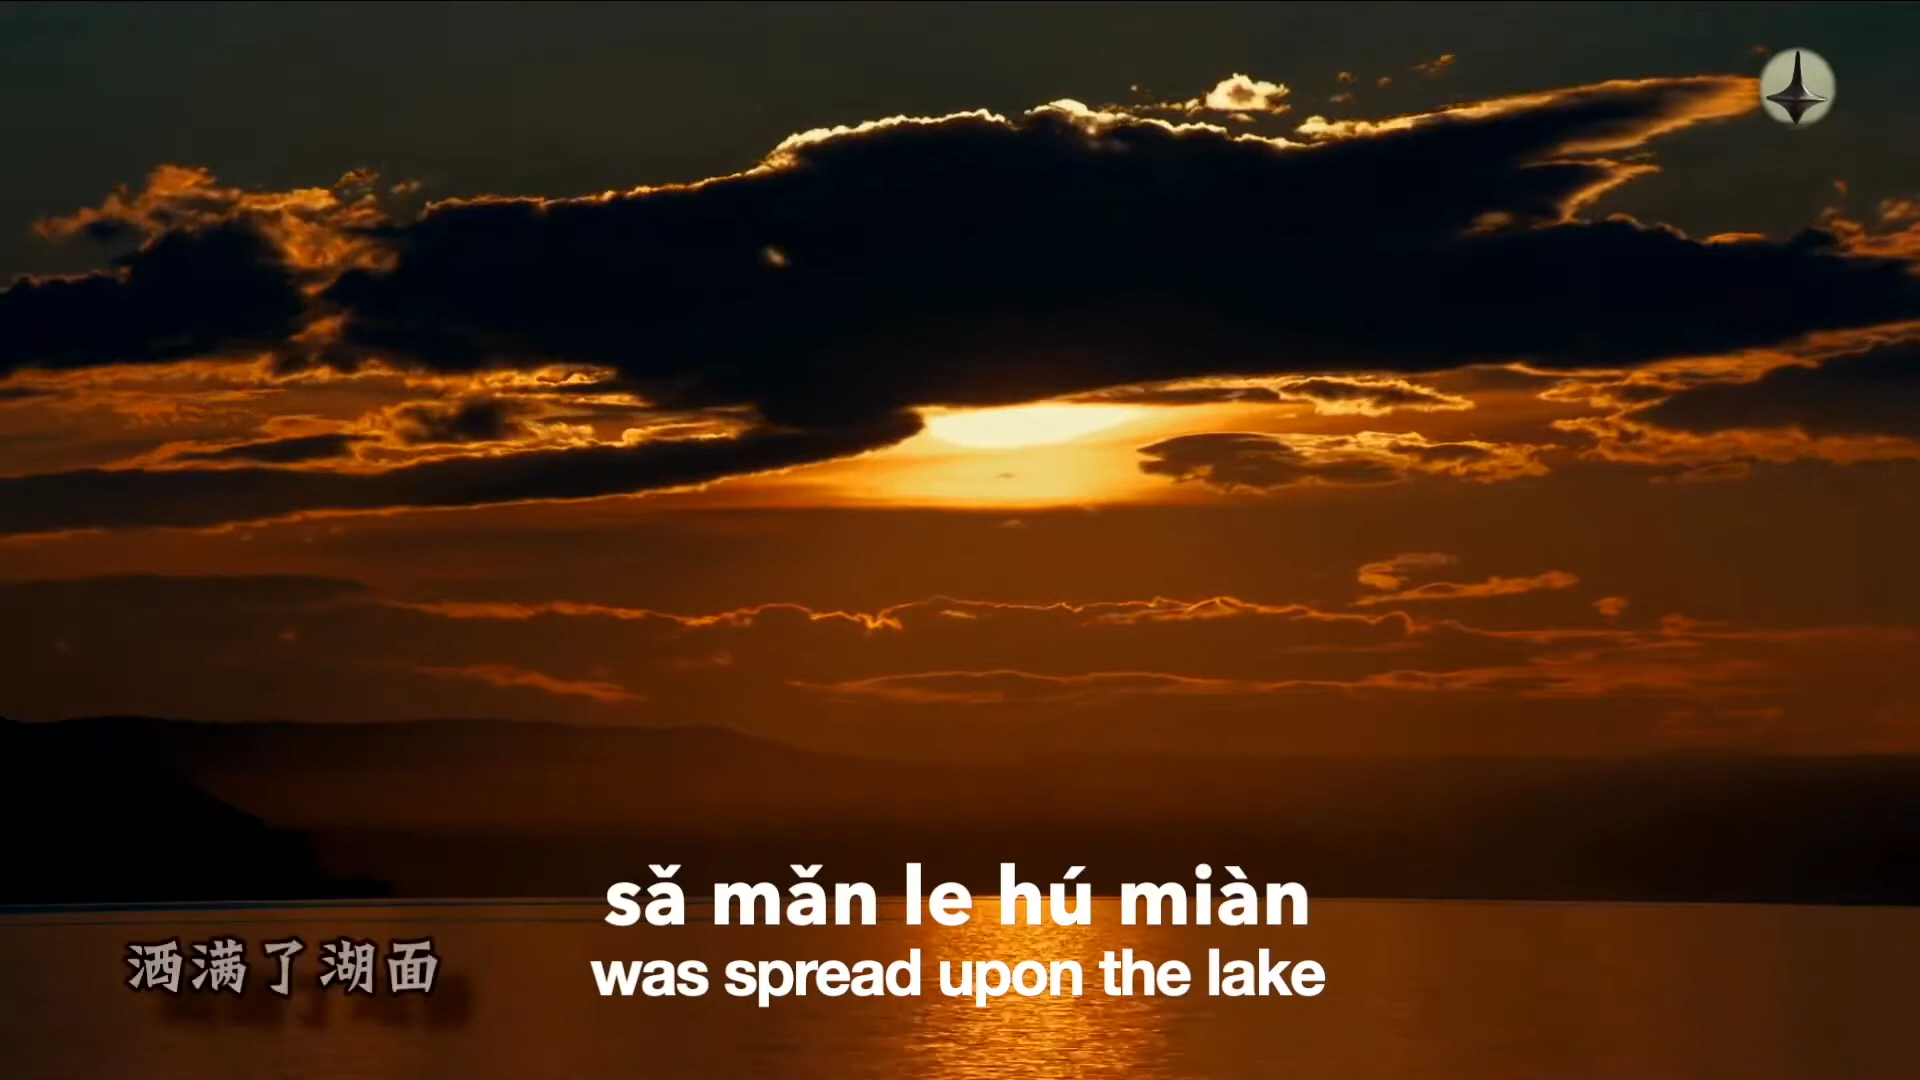 sǎ mǎn le hú miàn
洒满了湖面
was spread upon the lake